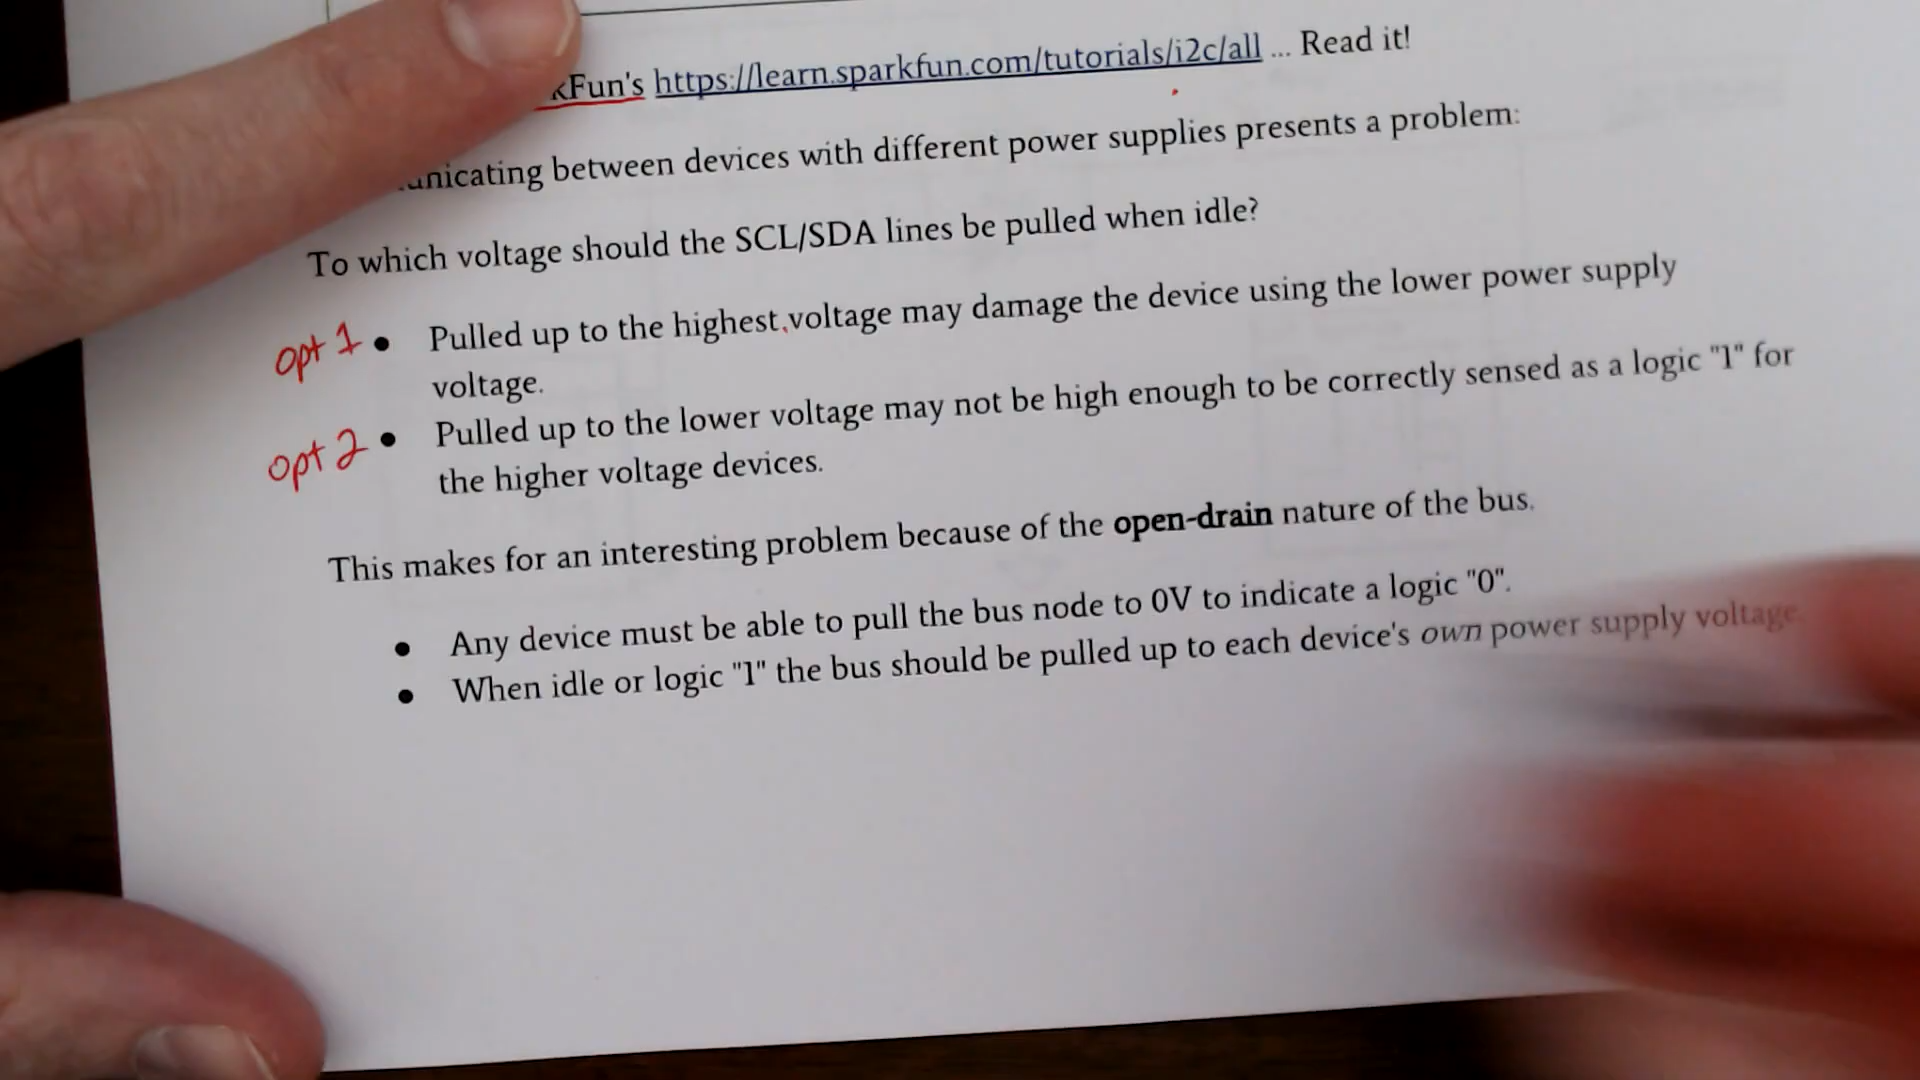 kFun's https://learn.sparkfun.com/tutorials/i2c/all ... Read it!
unicating between devices with different power supplies presents a problem:
To which voltage should the SCL/SDA lines be pulled when idle?
opt 1 • Pulled up to the highest voltage may damage the device using the lower power supply
voltage.
opt 2 • Pulled up to the lower voltage may not be high enough to be correctly sensed as a logic "1" for
the higher voltage devices.
This makes for an interesting problem because of the open-drain nature of the bus.
• Any device must be able to pull the bus node to 0V to indicate a logic "0".
• When idle or logic "1" the bus should be pulled up to each device's own power supply voltage.